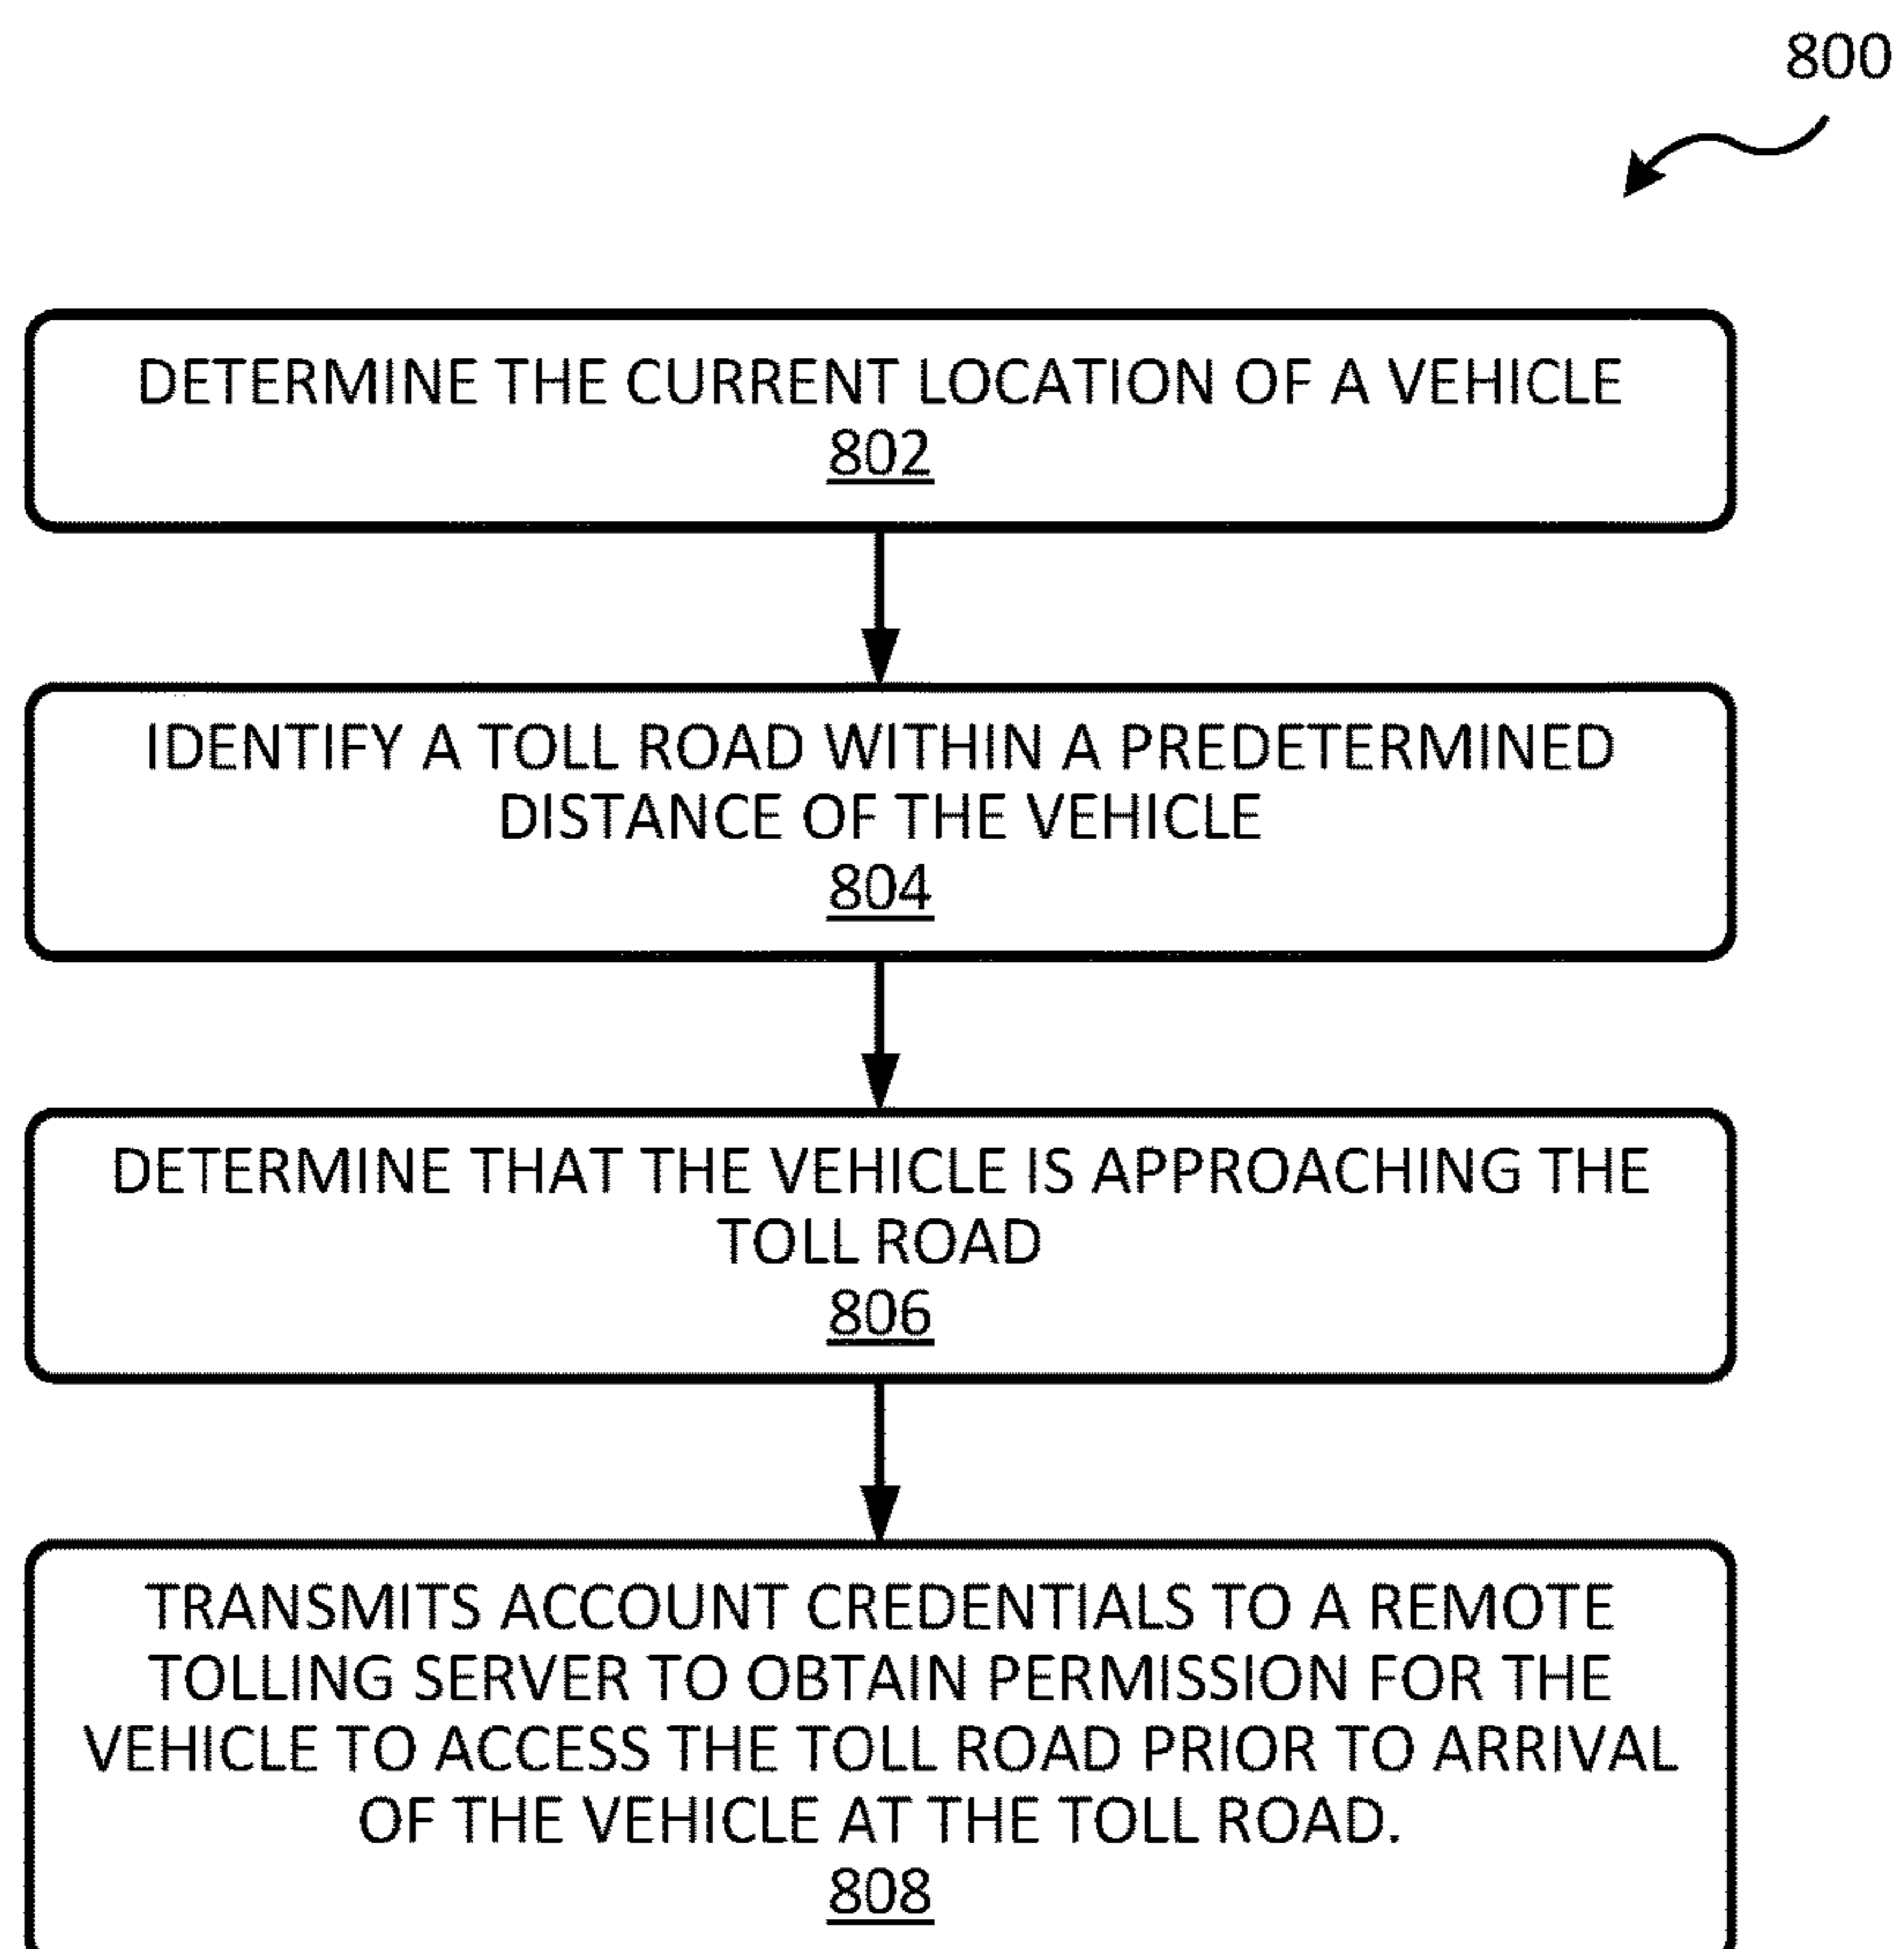 800
DETERMINE THE CURRENT LOCATION OF A VEHICLE
802
IDENTIFY A TOLL ROAD WITHIN A PREDETERMINED
DISTANCE OF THE VEHICLE
804
DETERMINE THAT THE VEHICLE IS APPROACHING THE
TOLL ROAD
806
TRANSMITS ACCOUNT CREDENTIALS TO A REMOTE
TOLLING SERVER TO OBTAIN PERMISSION FOR THE
VEHICLE TO ACCESS THE TOLL ROAD PRIOR TO ARRIVAL
OF THE VEHICLE AT THE TOLL ROAD.
808